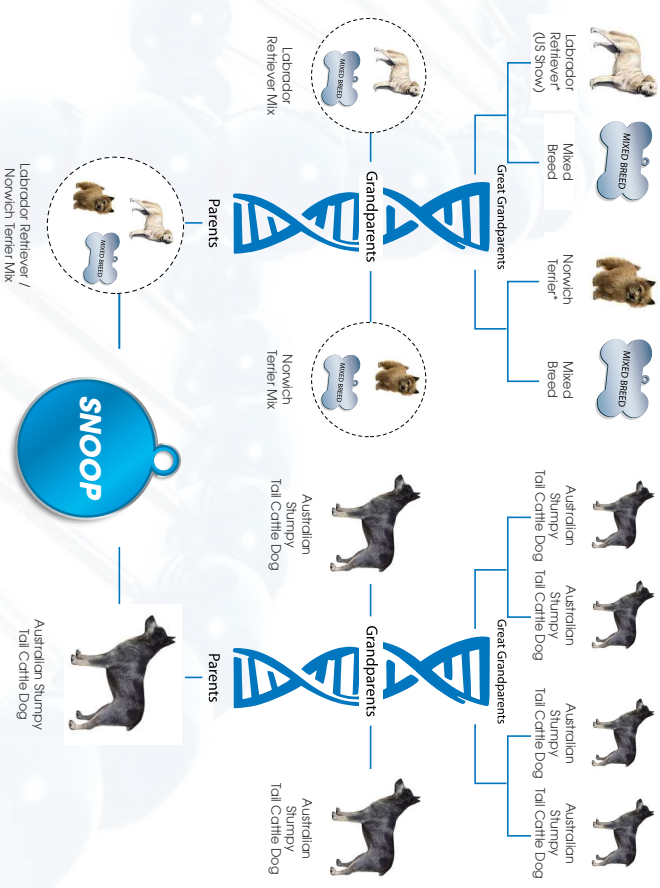 Labrador
Retriever*
(US Show)
MIXED BREED
Mixed
Breed
Norwich
Terrier*
MIXED BREED
Mixed
Breed
Australian
Stumpy
Tail Cattle Dog
Australian
Stumpy
Tail Cattle Dog
Australian
Stumpy
Tail Cattle Dog
Australian
Stumpy
Tail Cattle Dog
Great Grandparents
Great Grandparents
MIXED BREED
Labrador
Retriever Mix
Grandparents
MIXED BREED
Norwich
Terrier Mix
Australian
Stumpy
Tail Cattle Dog
Grandparents
Australian
Stumpy
Tail Cattle Dog
Parents
Parents
MIXED BREED
Labrador Retriever /
Norwich Terrier Mix
SNOOP
Australian Stumpy
Tail Cattle Dog